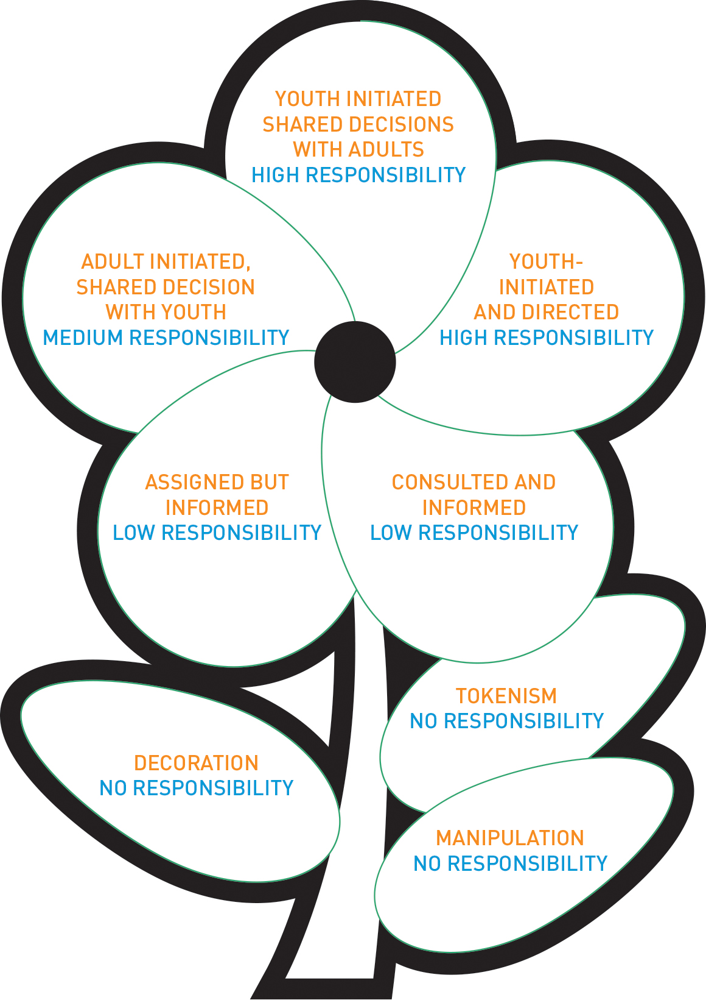 YOUTH INITIATED
SHARED DECISIONS
WITH ADULTS
HIGH RESPONSIBILITY
ADULT INITIATED,
SHARED DECISION
WITH YOUTH
MEDIUM RESPONSIBILITY
YOUTH-
INITIATED
AND DIRECTED
HIGH RESPONSIBILITY
ASSIGNED BUT
INFORMED
LOW RESPONSIBILITY
CONSULTED AND
INFORMED
LOW RESPONSIBILITY
TOKENISM
NO RESPONSIBILITY
DECORATION
NO RESPONSIBILITY
MANIPULATION
NO RESPONSIBILITY